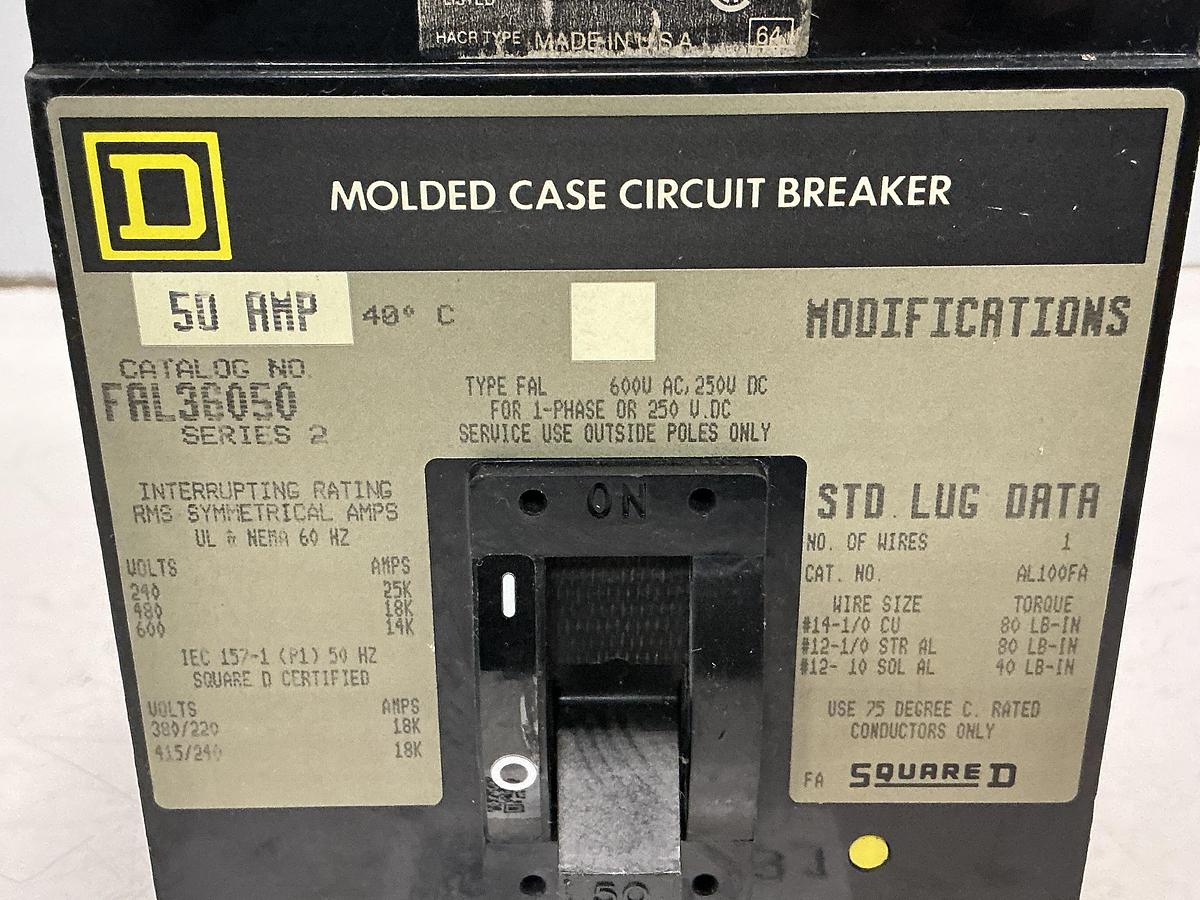 LISTED
HACR TYPE MADE IN U S A 64
D
MOLDED CASE CIRCUIT BREAKER
50 AMP 40° C
MODIFICATIONS
CATALOG NO.
FAL36050
SERIES 2
TYPE FAL 600V AC, 250V DC
FOR 1-PHASE OR 250 V.DC
SERVICE USE OUTSIDE POLES ONLY
INTERRUPTING RATING
RMS SYMMETRICAL AMPS
UL & NEMA 60 HZ
VOLTS AMPS
240 25K
480 18K
600 14K
IEC 157-1 (P1) 50 HZ
SQUARE D CERTIFIED
VOLTS AMPS
380/220 18K
415/240 18K
ON
STD. LUG DATA
NO. OF WIRES 1
CAT. NO. AL100FA
WIRE SIZE TORQUE
#14-1/0 CU 80 LB-IN
#12-1/0 STR AL 80 LB-IN
#12- 10 SOL AL 40 LB-IN
USE 75 DEGREE C. RATED
CONDUCTORS ONLY
FA SQUARE D
50